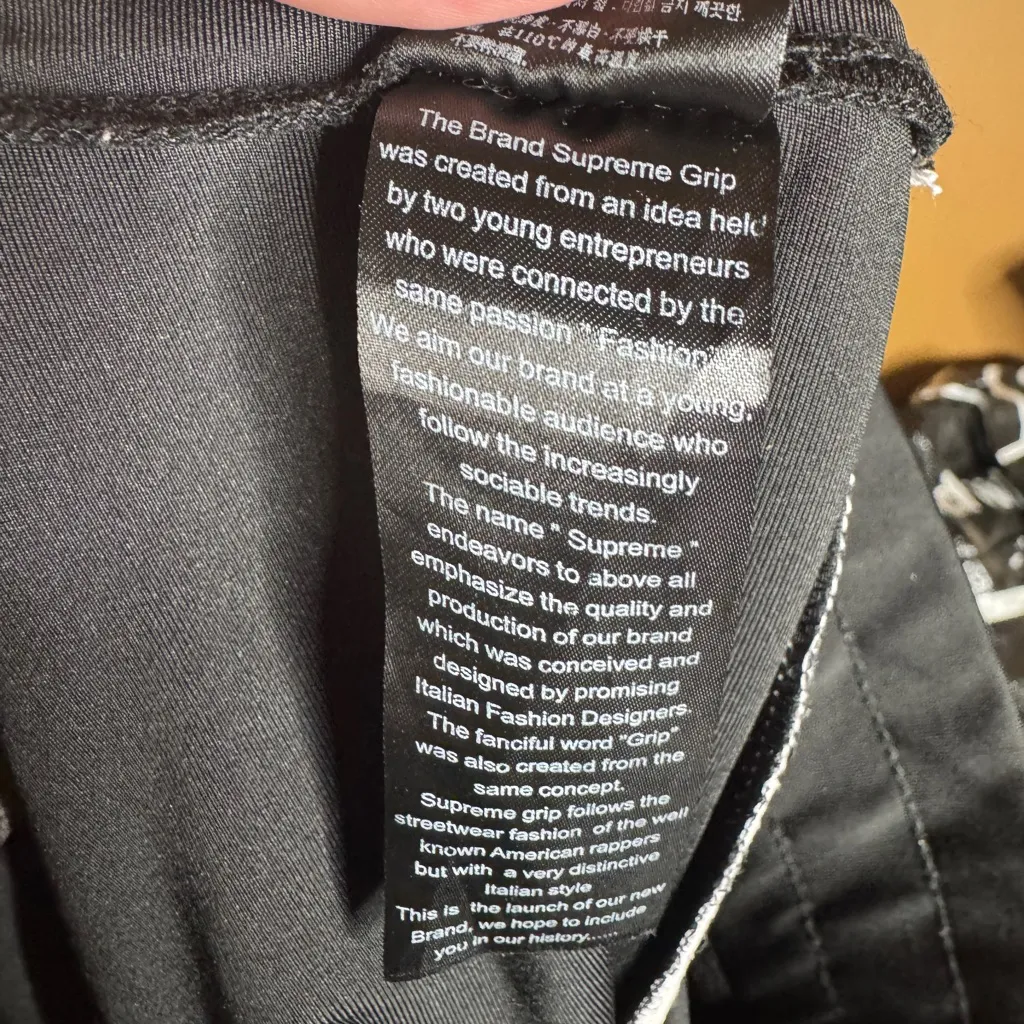 금지 깨끗한.
The Brand Supreme Grip
was created from an idea held
by two young entrepreneurs
who were connected by the
same passion " Fashion
We aim our brand at a young,
fashionable audience who
follow the increasingly
sociable trends.
The name " Supreme "
endeavors to above all
emphasize the quality and
production of our brand
which was conceived and
designed by promising
Italian Fashion Designers.
The fanciful word "Grip"
was also created from the
same concept.
Supreme grip follows the
streetwear fashion of the well
known American rappers
but with a very distinctive
Italian style
This is the launch of our new
Brand, we hope to include
you in our history......